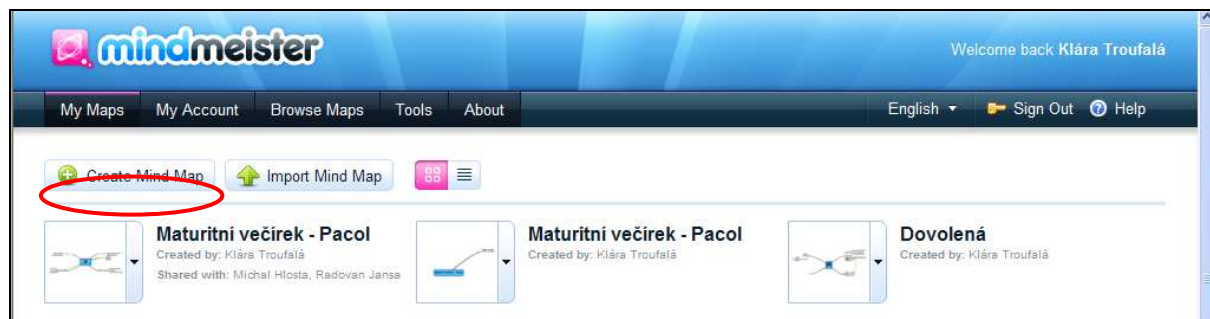 mindmeister
Welcome back Klára Troufalá
My Maps My Account Browse Maps Tools About English Sign Out Help
Create Mind Map Import Mind Map
Maturitní večírek - Pacol Maturitní večírek - Pacol Dovolená
Created by: Klára Troufalá Created by: Klára Troufalá Created by: Klára Troufalá
Shared with: Michal Hlosta, Radovan Jansa